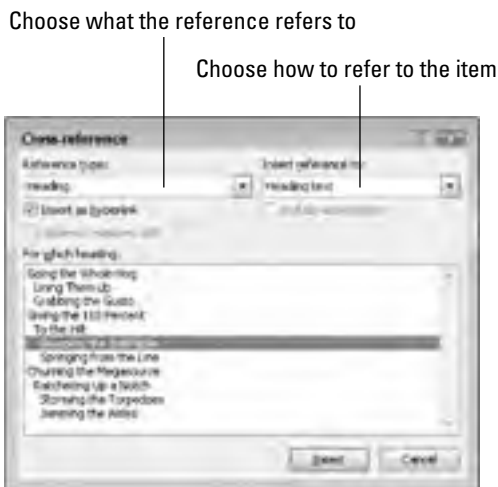 Choose what the reference refers to
Choose how to refer to the item
Cross-reference
Reference type:
Insert reference to:
Heading
Heading text
Insert as hyperlink
For which heading:
Going the Whole Hog
Living Them Up
Grabbing the Gusto
Giving the 110 Percent
To the Hilt
the
Springing from the Line
Churning the Megasource
Ratcheting Up a Notch
Storming the Torpedoes
Jamming the
Insert
Cancel